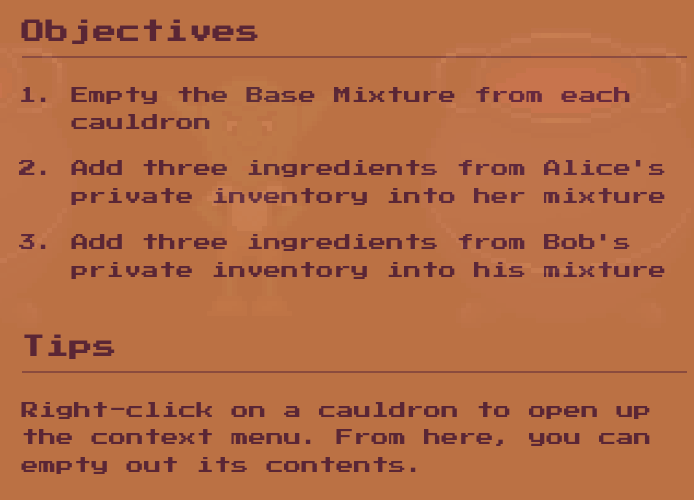 Objectives
1. Empty the Base Mixture from each
cauldron
2. Add three ingredients from Alice's
private inventory into her mixture
3. Add three ingredients from Bob's
private inventory into his mixture
Tips
Right-click on a cauldron to open up
the context menu. From here, you can
empty out its contents.